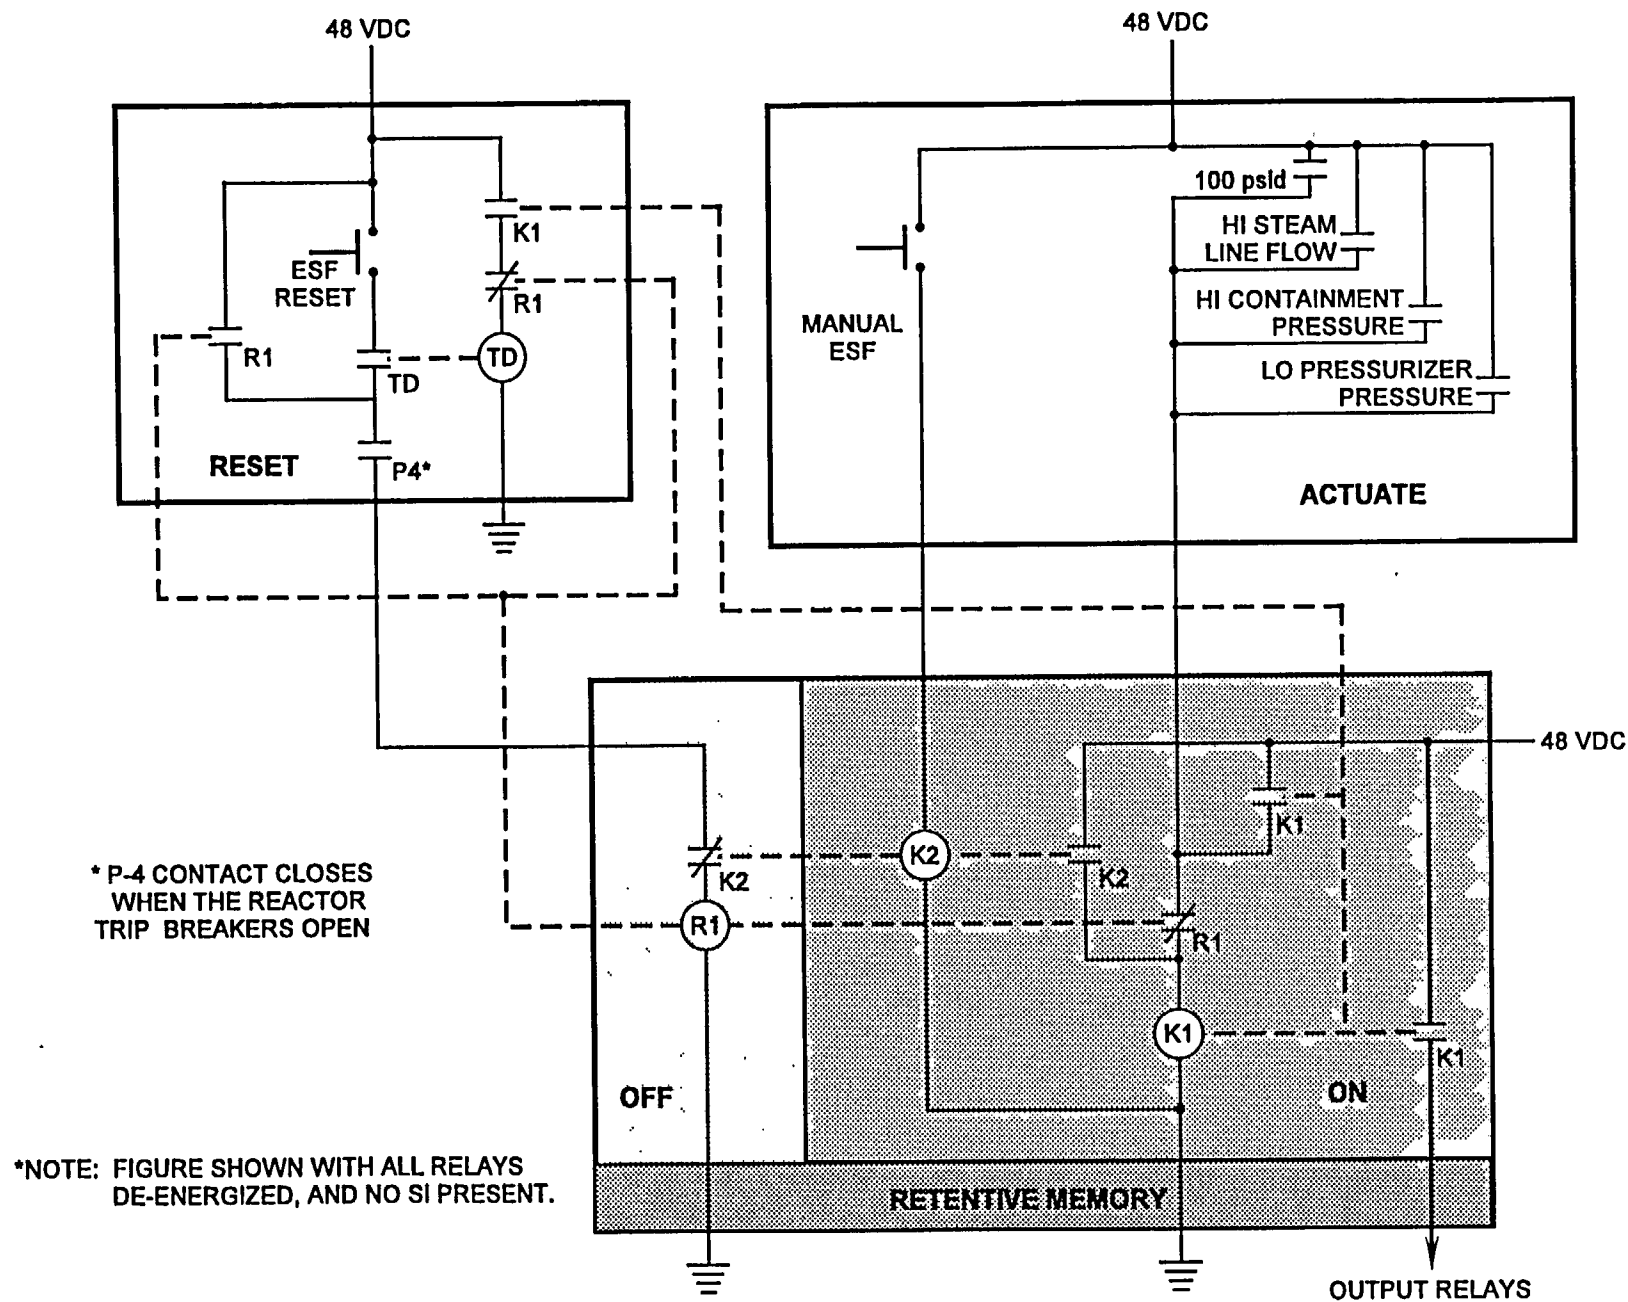 48 VDC
48 VDC
100 psid
K1
HI STEAM
LINE FLOW
ESF
RESET
R1
HI CONTAINMENT
PRESSURE
MANUAL
ESF
R1
TD
TD
LO PRESSURIZER
PRESSURE
RESET
P4*
ACTUATE
48 VDC
K1
K2
K2
K2
* P-4 CONTACT CLOSES
WHEN THE REACTOR
TRIP BREAKERS OPEN
R1
R1
K1
K1
OFF
ON
*NOTE: FIGURE SHOWN WITH ALL RELAYS
DE-ENERGIZED, AND NO SI PRESENT.
RETENTIVE MEMORY
OUTPUT RELAYS